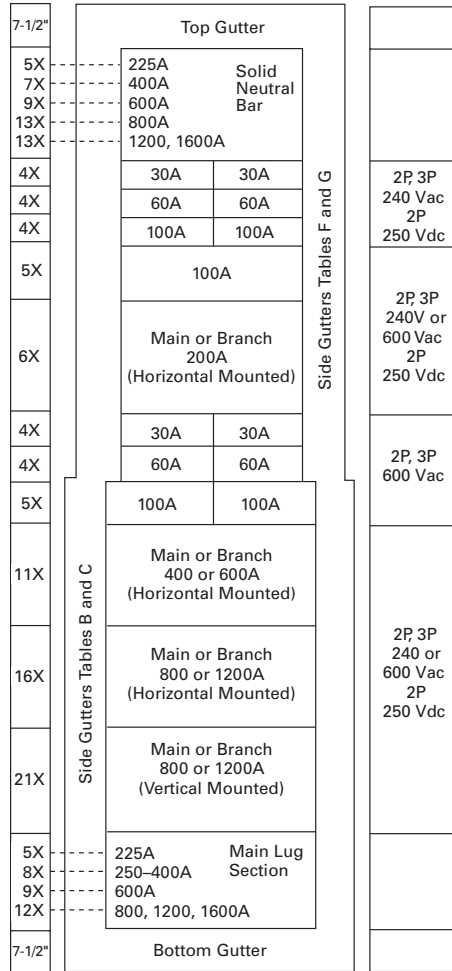 7-1/2"
Top Gutter
5X
225A
Solid
7X
400A
Neutral
9X
600A
Bar
13X
800A
13X
1200, 1600A
4X
30A
30A
4X
60A
60A
4X
100A
100A
2P, 3P
240 Vac
2P
250 Vdc
5X
100A
6X
Main or Branch
200A
(Horizontal Mounted)
2P, 3P
240V or
600 Vac
2P
250 Vdc
Side Gutters Tables F and G
4X
30A
30A
4X
60A
60A
5X
100A
100A
2P, 3P
600 Vac
11X
Main or Branch
400 or 600A
(Horizontal Mounted)
16X
Main or Branch
800 or 1200A
(Horizontal Mounted)
21X
Main or Branch
800 or 1200A
(Vertical Mounted)
2P, 3P
240 or
600 Vac
2P
250 Vdc
Side Gutters Tables B and C
5X
225A
Main Lug
8X
250–400A
Section
9X
600A
12X
800, 1200, 1600A
7-1/2"
Bottom Gutter